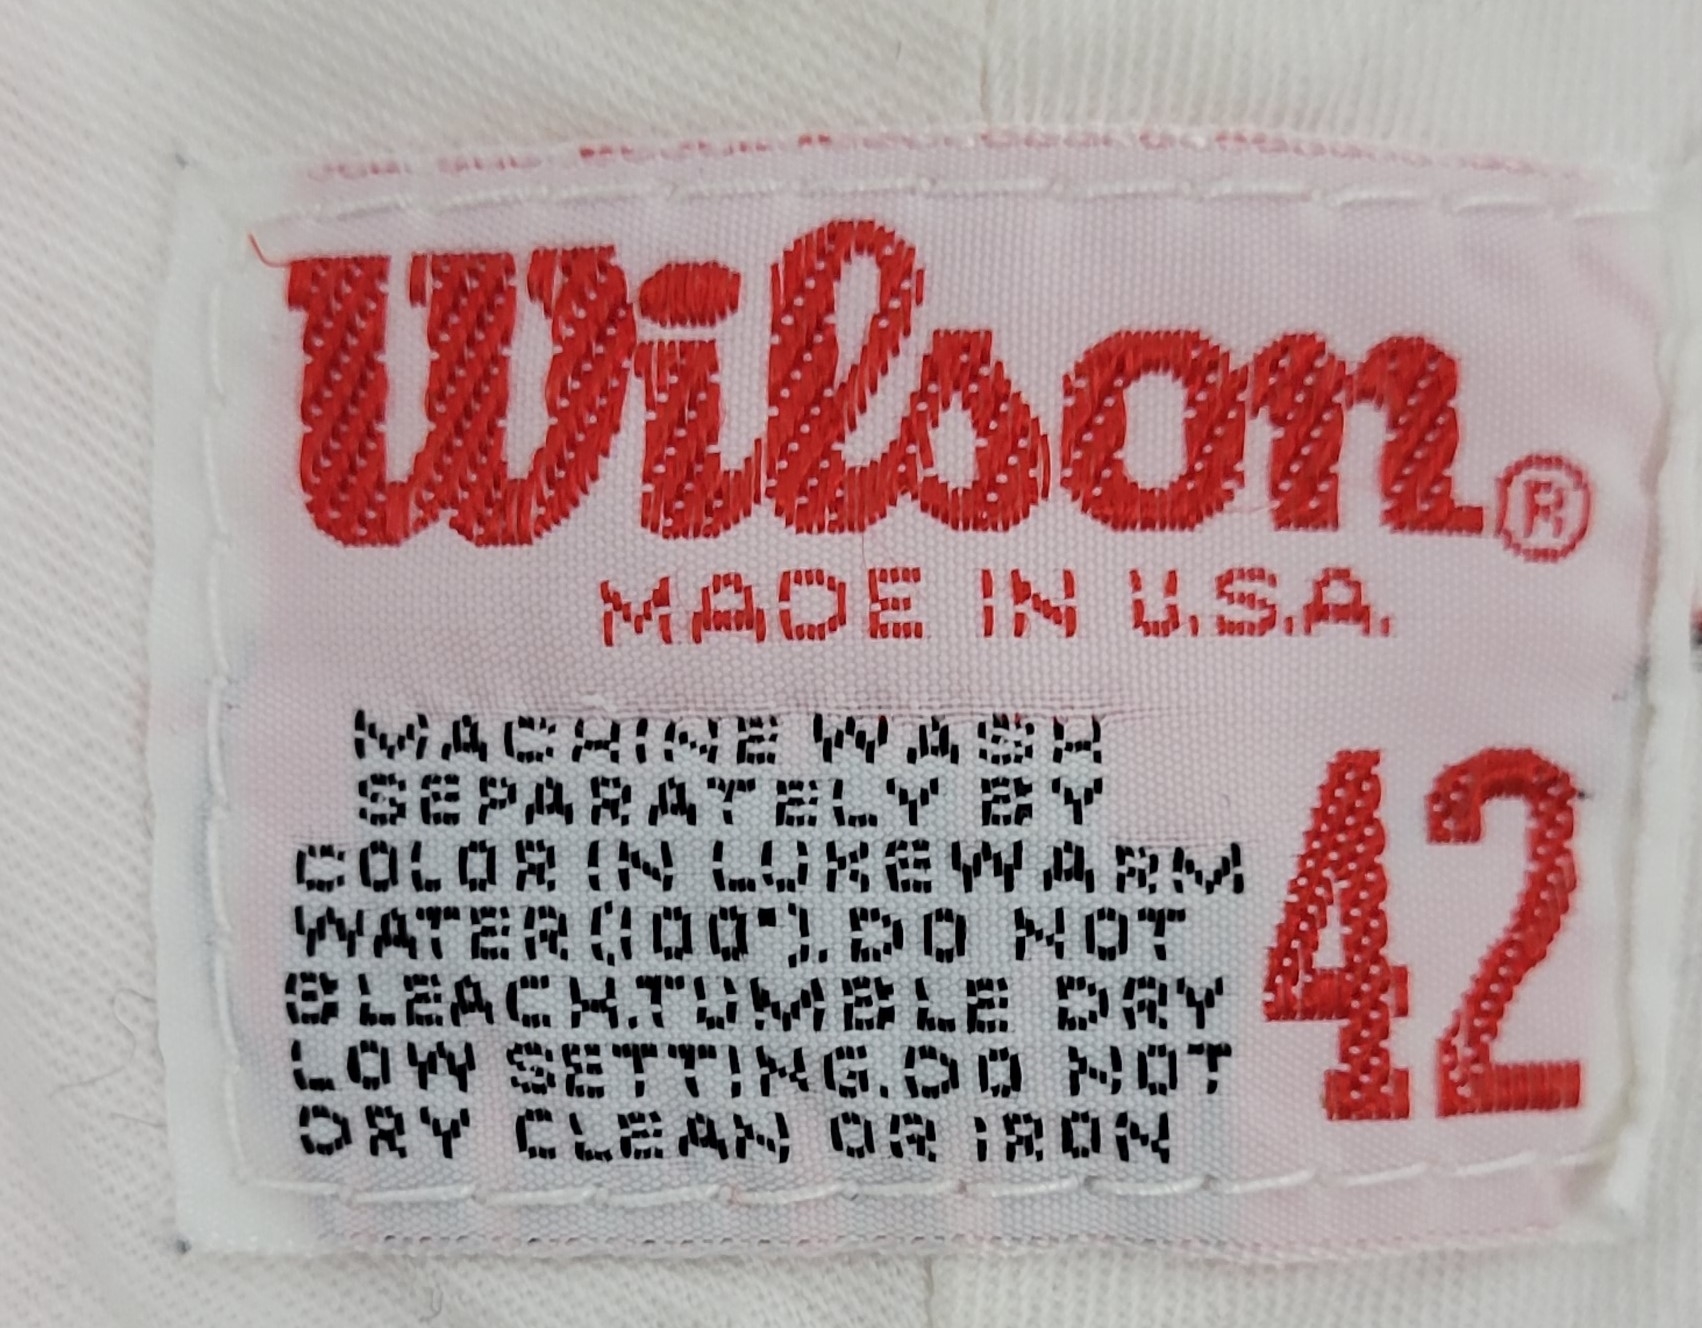 Wilson®
MADE IN U.S.A.
MACHINE WASH
SEPARATELY BY
COLOR IN LUKEWARM
WATER(100°).DO NOT
BLEACH.TUMBLE DRY
LOW SETTING.DO NOT
DRY CLEAN OR IRON
42